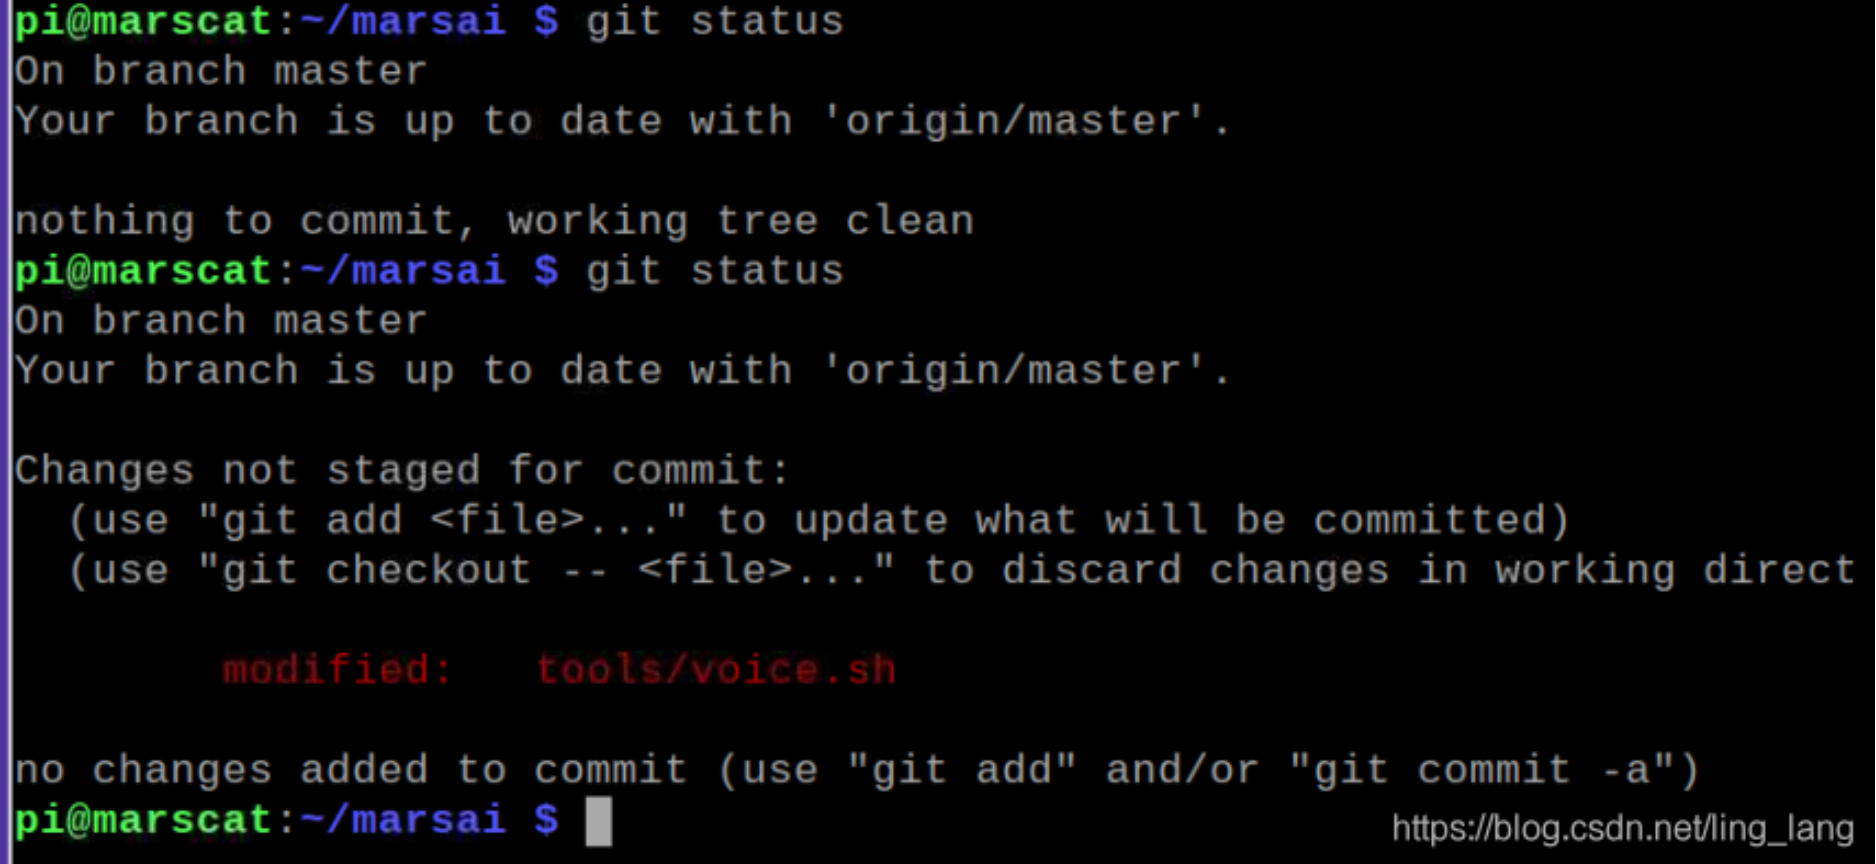 pi@marscat:~/marsai $ git status
On branch master
Your branch is up to date with 'origin/master'.
nothing to commit, working tree clean
pi@marscat:~/marsai $ git status
On branch master
Your branch is up to date with 'origin/master'.
Changes not staged for commit:
  (use "git add <file>..." to update what will be committed)
  (use "git checkout -- <file>..." to discard changes in working direct
        modified:   tools/voice.sh
no changes added to commit (use "git add" and/or "git commit -a")
pi@marscat:~/marsai $
https://blog.csdn.net/ling_lang